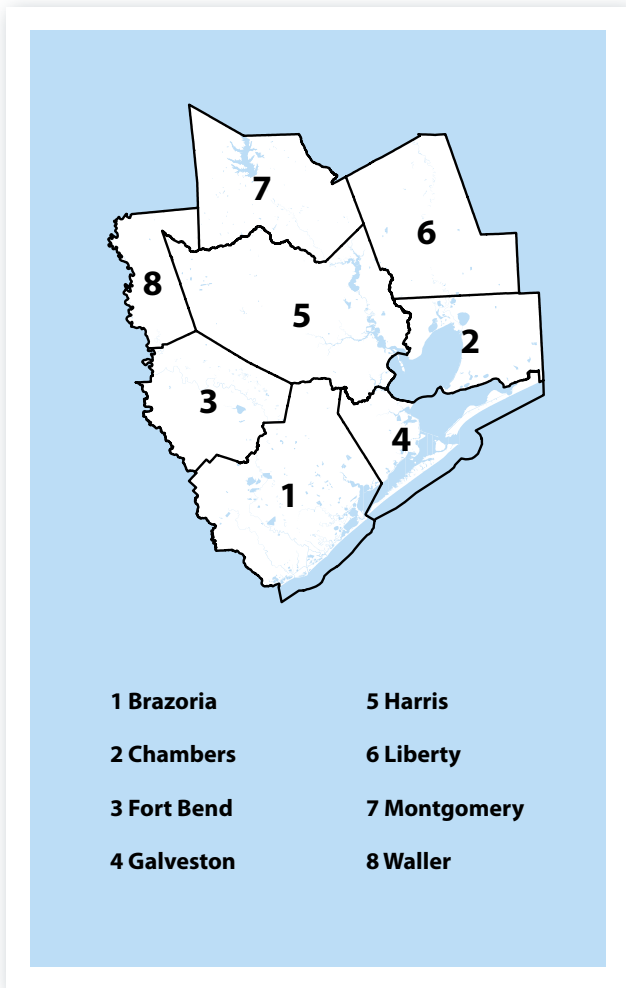 7
6
8
5
2
3
4
1
1 Brazoria
2 Chambers
3 Fort Bend
4 Galveston
5 Harris
6 Liberty
7 Montgomery
8 Waller